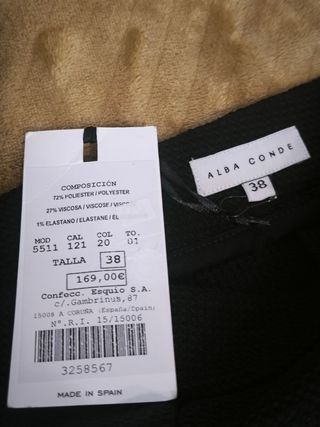 COMPOSICIÓN
72% POLIESTER / POLYESTER
27% VISCOSA / VISCOSE /
1% ELASTANO / ELASTANE / ÉL
MOD CAL COL TO.
5511 121 20 01
TALLA 38
169,00€
Confecc. Esquio S.A.
c/.Gambrinus,87
15008 A CORUÑA (España/Spain)
Nº.R.I. 15/15006
3258567
MADE IN SPAIN
ALBA CONDE
38